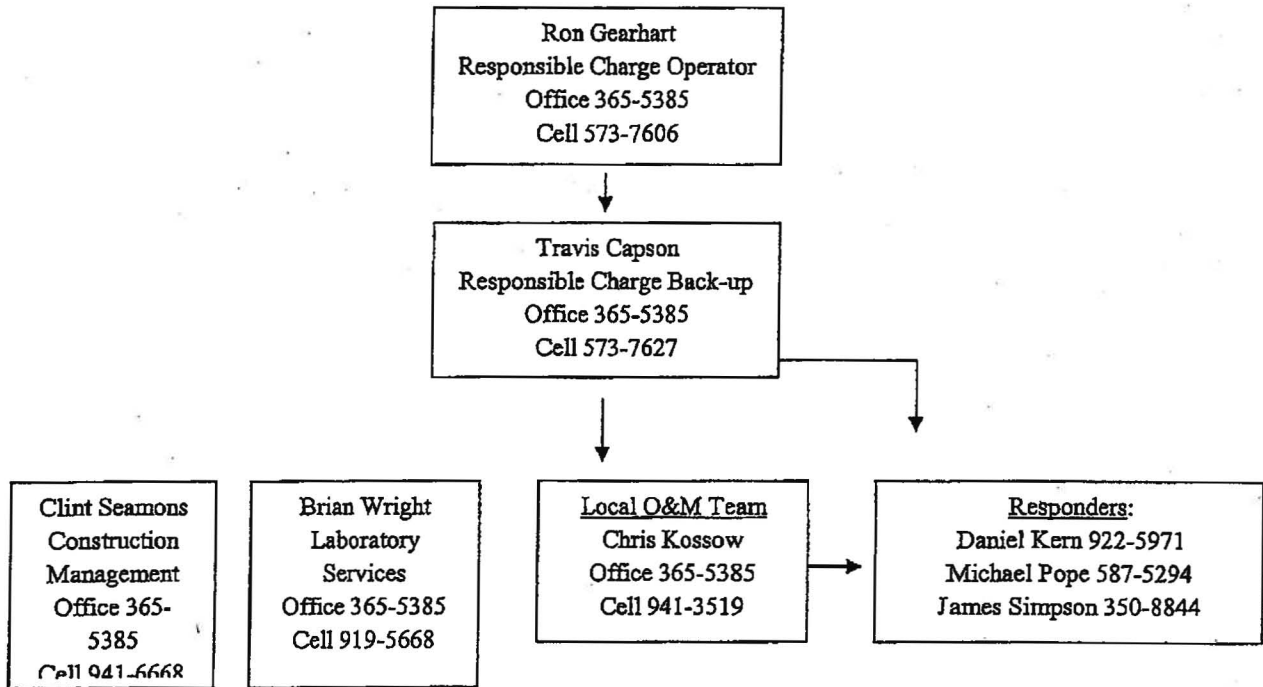 Ron Gearhart
Responsible Charge Operator
Office 365-5385
Cell 573-7606
Travis Capson
Responsible Charge Back-up
Office 365-5385
Cell 573-7627
Clint Seamons
Construction
Management
Office 365-
5385
Cell 941-6668
Brian Wright
Laboratory
Services
Office 365-5385
Cell 919-5668
Local O&M Team
Chris Kossow
Office 365-5385
Cell 941-3519
Responders:
Daniel Kern 922-5971
Michael Pope 587-5294
James Simpson 350-8844